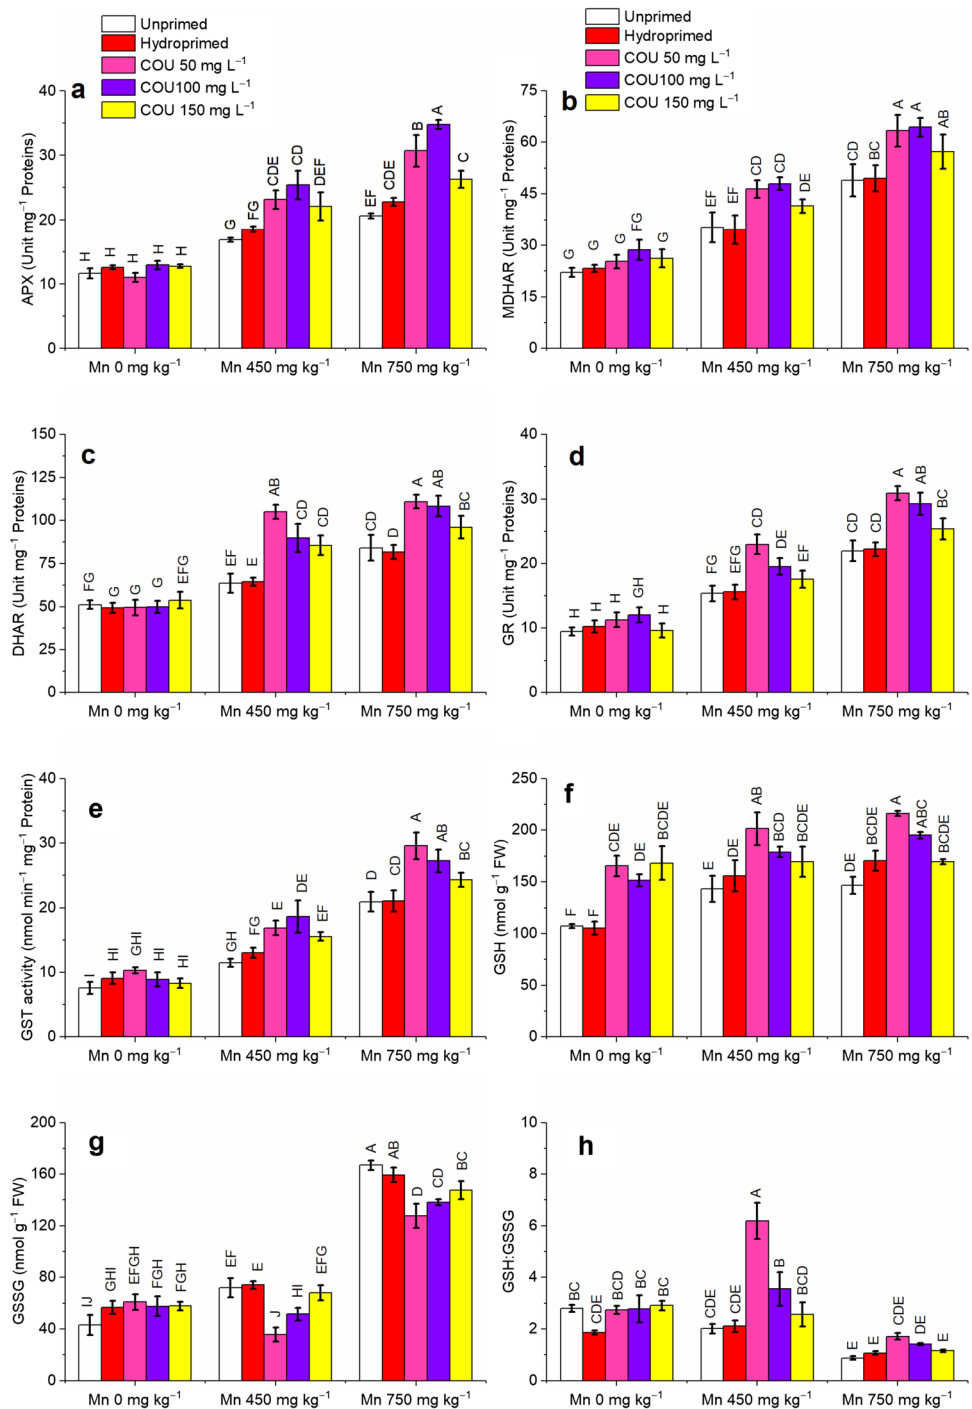 Unprimed
Hydroprimed
COU 50 mg L⁻¹
COU100 mg L⁻¹
COU 150 mg L⁻¹
a
APX (Unit mg⁻¹ Proteins)
40
30
20
10
0
H H H H H
G FG CDE CD DEF
EF CDE B A C
Mn 0 mg kg⁻¹ Mn 450 mg kg⁻¹ Mn 750 mg kg⁻¹
Unprimed
Hydroprimed
COU 50 mg L⁻¹
COU100 mg L⁻¹
COU 150 mg L⁻¹
b
MDHAR (Unit mg⁻¹ Proteins)
75
60
45
30
15
0
G G G FG G
EF EF CD CD DE
CD BC A A AB
Mn 0 mg kg⁻¹ Mn 450 mg kg⁻¹ Mn 750 mg kg⁻¹
c
DHAR (Unit mg⁻¹ Proteins)
150
125
100
75
50
25
0
FG G G G EFG
EF E AB CD CD
CD D A AB BC
Mn 0 mg kg⁻¹ Mn 450 mg kg⁻¹ Mn 750 mg kg⁻¹
d
GR (Unit mg⁻¹ Proteins)
40
30
20
10
0
H H H GH H
FG EFG CD DE EF
CD CD A AB BC
Mn 0 mg kg⁻¹ Mn 450 mg kg⁻¹ Mn 750 mg kg⁻¹
e
GST activity (nmol min⁻¹ mg⁻¹ Protein)
40
30
20
10
0
I HI GHI HI HI
GH FG E DE EF
D CD A AB BC
Mn 0 mg kg⁻¹ Mn 450 mg kg⁻¹ Mn 750 mg kg⁻¹
f
GSH (nmol g⁻¹ FW)
250
200
150
100
50
0
F F CDE DE BCDE
E DE AB BCD BCDE
DE BCDE A ABC BCDE
Mn 0 mg kg⁻¹ Mn 450 mg kg⁻¹ Mn 750 mg kg⁻¹
g
GSSG (nmol g⁻¹ FW)
200
160
120
80
40
0
IJ GHI EFGH FGH FGH
EF E J HI EFG
A AB D CD BC
Mn 0 mg kg⁻¹ Mn 450 mg kg⁻¹ Mn 750 mg kg⁻¹
h
GSH:GSSG
10
8
6
4
2
0
BC CDE BCD BC BC
CDE CDE A B BCD
E E CDE DE E
Mn 0 mg kg⁻¹ Mn 450 mg kg⁻¹ Mn 750 mg kg⁻¹